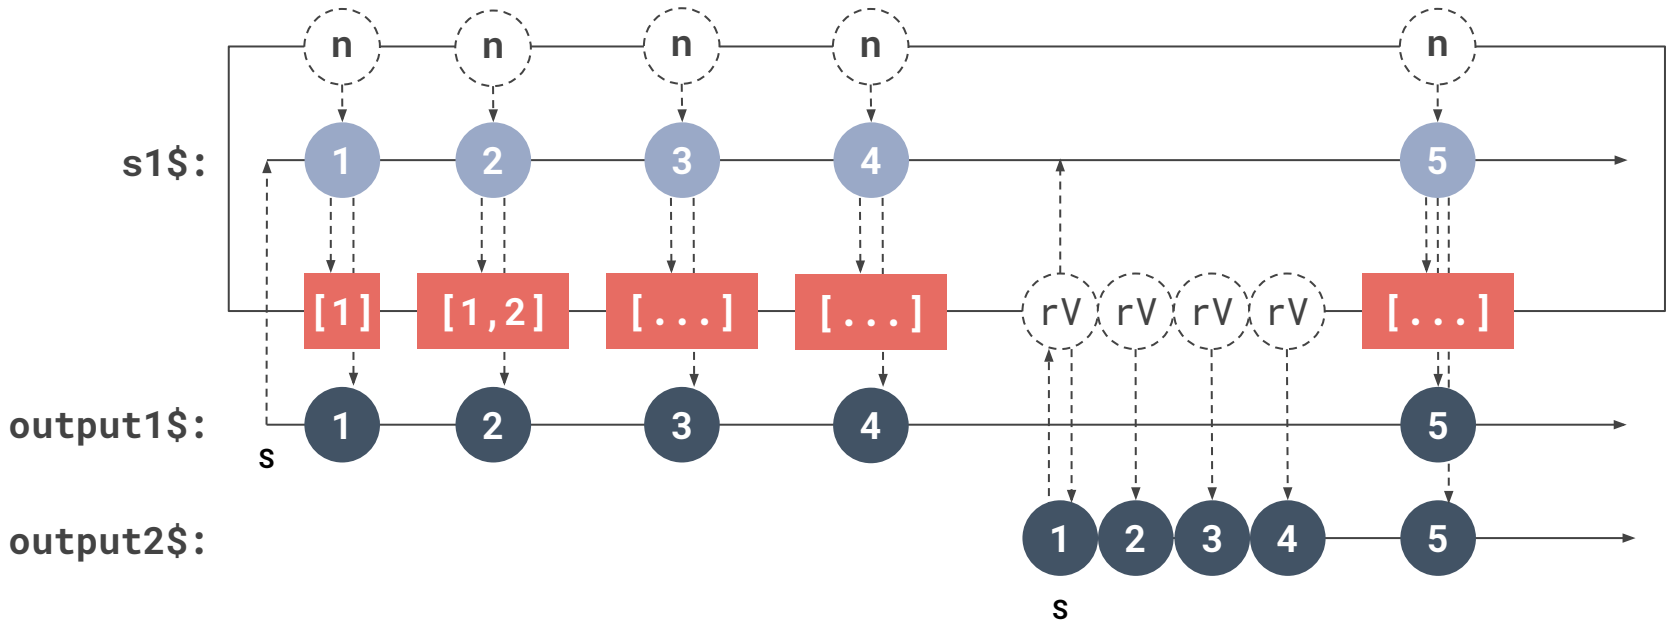 n n n n n
s1$: 1 2 3 4 5
[1] [1,2] [...] [...] rV rV rV rV [...]
output1$: 1 2 3 4 5
S
output2$: 1 2 3 4 5
S